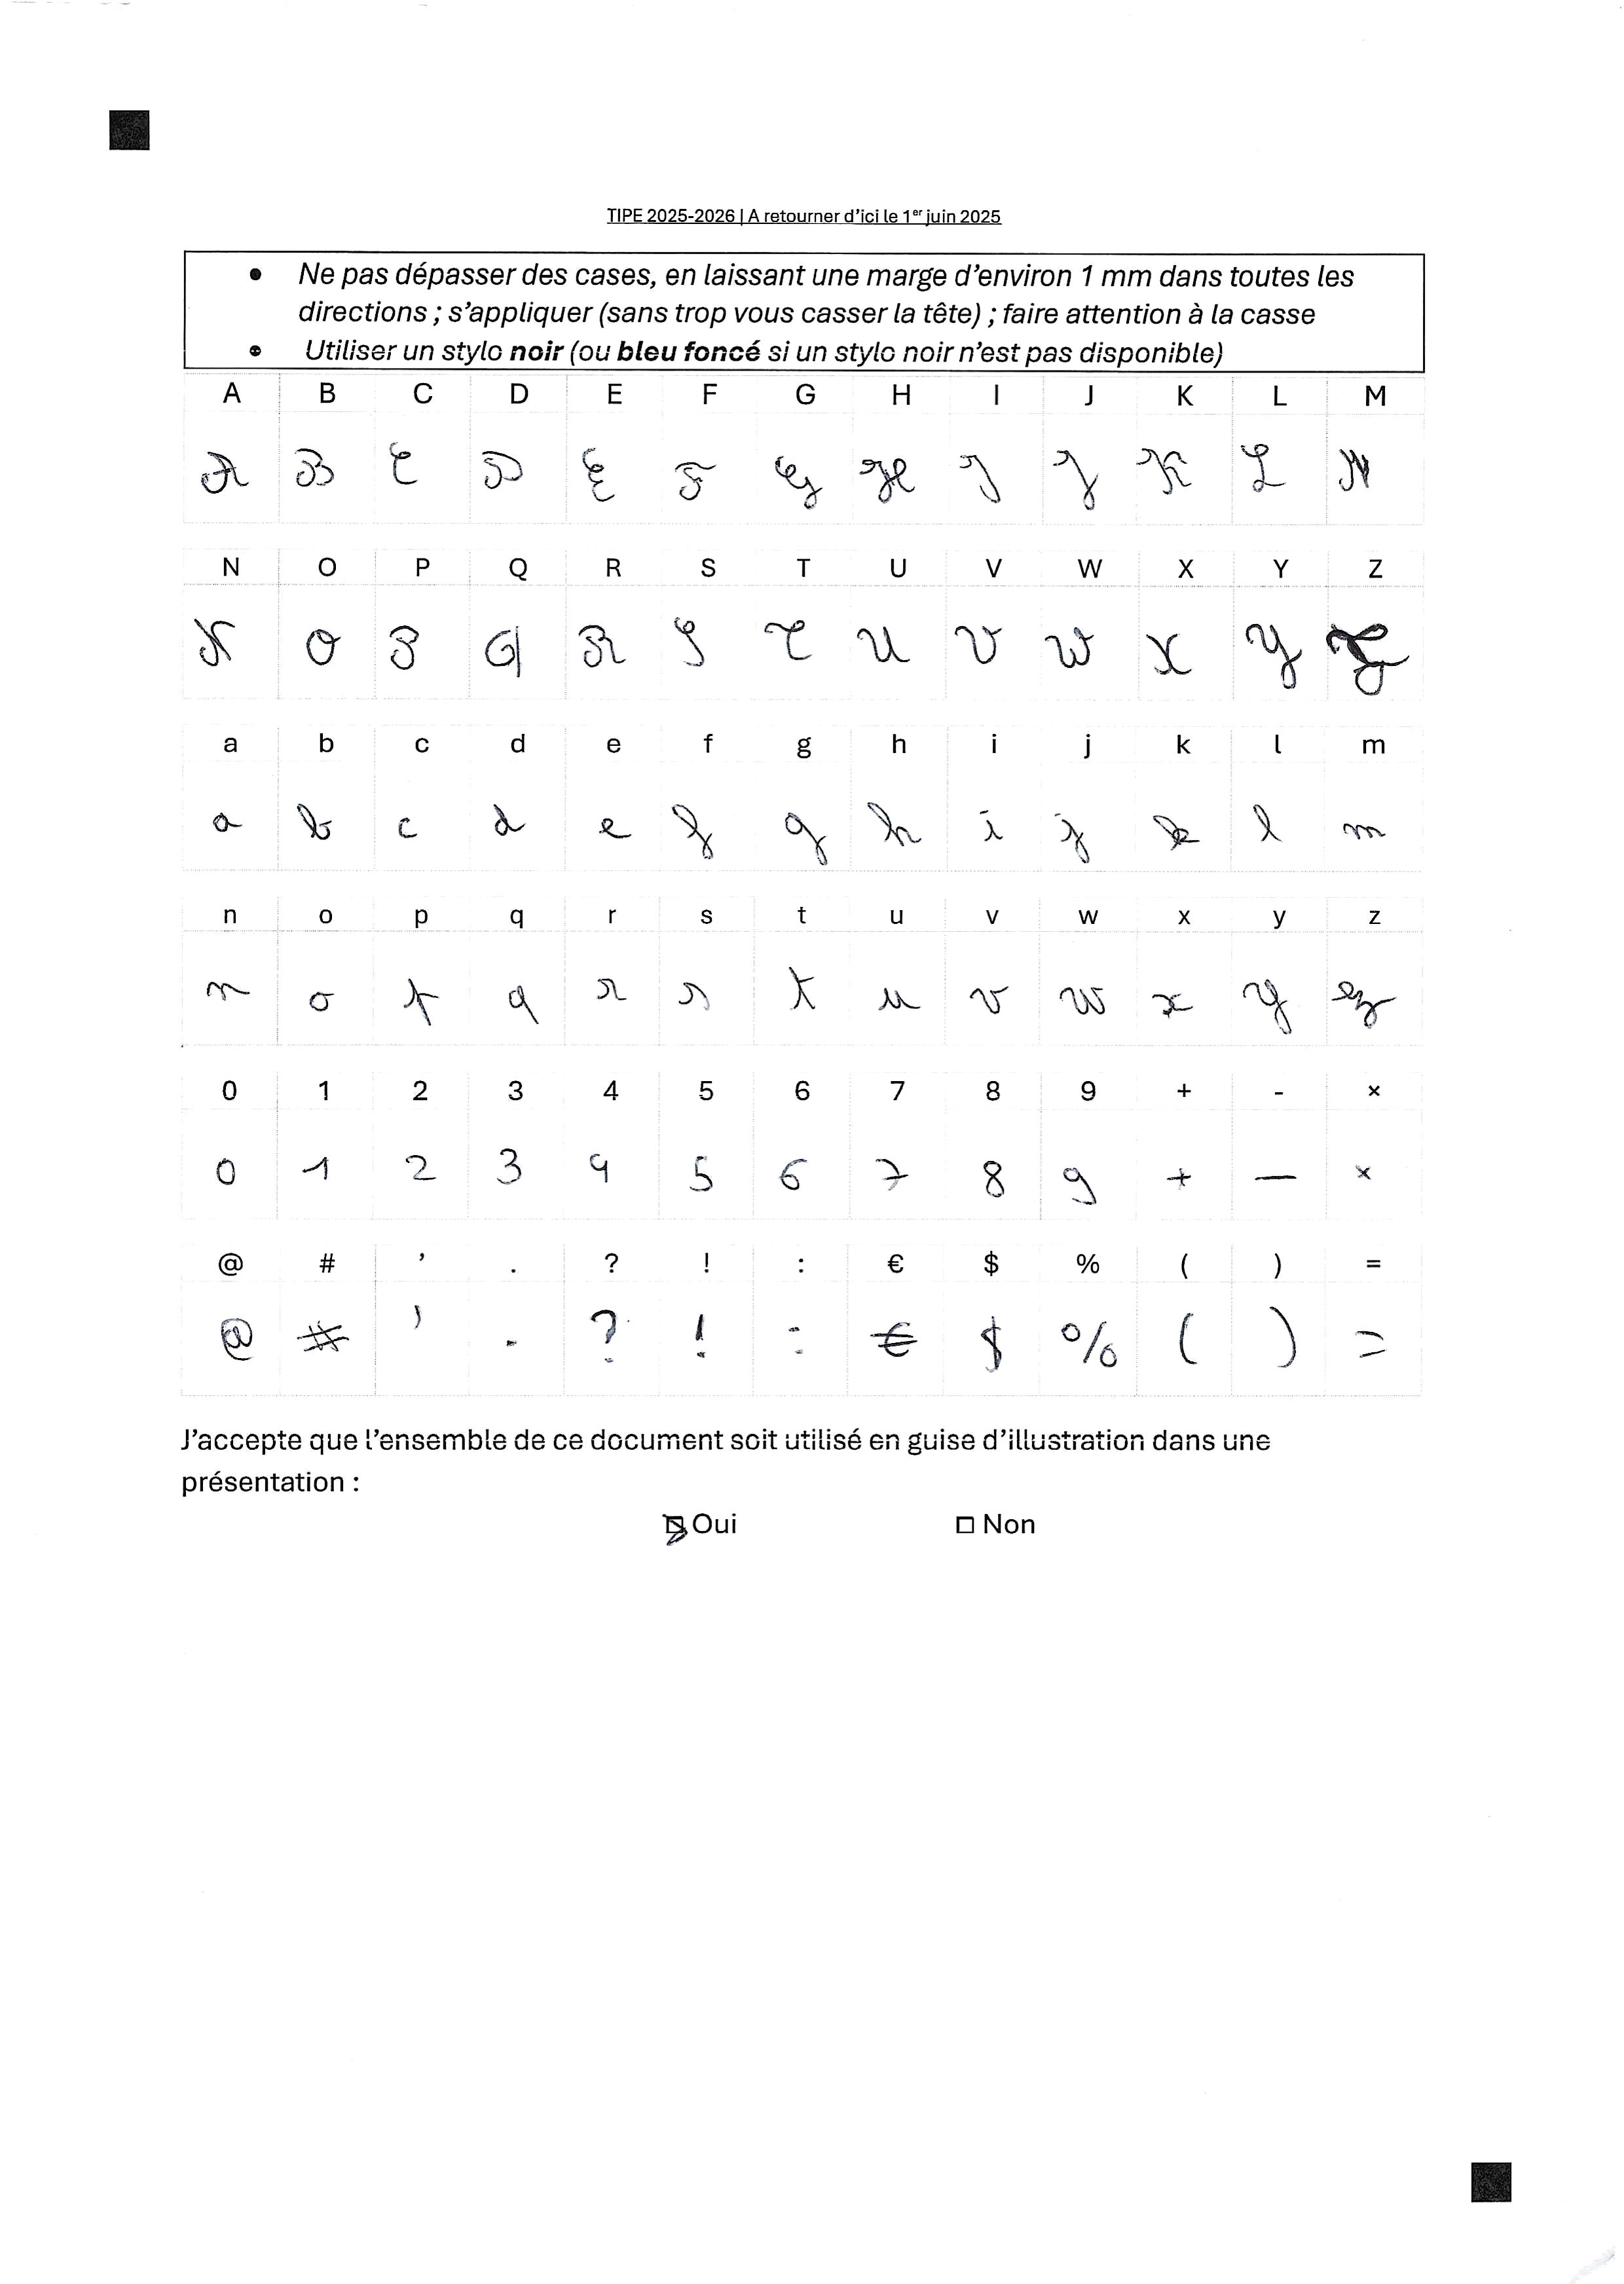 TIPE 2025-2026 | A retourner d'ici le 1er juin 2025
• Ne pas dépasser des cases, en laissant une marge d'environ 1 mm dans toutes les
directions ; s'appliquer (sans trop vous casser la tête) ; faire attention à la casse
• Utiliser un stylo noir (ou bleu foncé si un stylo noir n'est pas disponible)
A B C D E F G H I J K L M
A B C D E F G H I J K L M
N O P Q R S T U V W X Y Z
N O P Q R S T U V W X Y Z
a b c d e f g h i j k l m
a b c d e f g h i j k l m
n o p q r s t u v w x y z
n o p q r s t u v w x y z
0 1 2 3 4 5 6 7 8 9 + - ×
0 1 2 3 4 5 6 7 8 9 + - ×
@ # ’ . ? ! : € $ % ( ) =
@ # ’ . ? ! : € $ % ( ) =
J'accepte que l'ensemble de ce document soit utilisé en guise d'illustration dans une
présentation :
☒ Oui ☐ Non